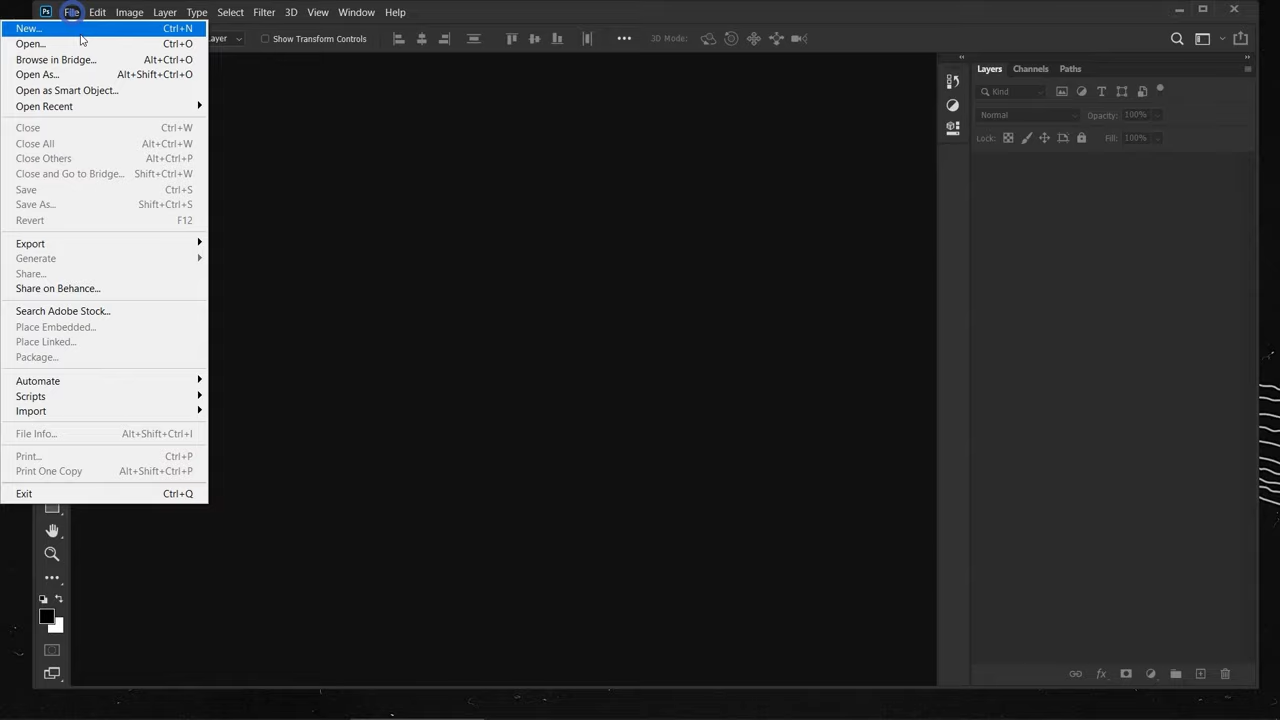 Ps File Edit Image Layer Type Select Filter 3D View Window Help
New... Ctrl+N
Open... Ctrl+O
Browse in Bridge... Alt+Ctrl+O
Open As... Alt+Shift+Ctrl+O
Open as Smart Object...
Open Recent
Close Ctrl+W
Close All Alt+Ctrl+W
Close Others Alt+Ctrl+P
Close and Go to Bridge... Shift+Ctrl+W
Save Ctrl+S
Save As... Shift+Ctrl+S
Revert F12
Export
Generate
Share...
Share on Behance...
Search Adobe Stock...
Place Embedded...
Place Linked...
Package...
Automate
Scripts
Import
File Info... Alt+Shift+Ctrl+I
Print... Ctrl+P
Print One Copy Alt+Shift+Ctrl+P
Exit Ctrl+Q
ayer Show Transform Controls 3D Mode:
Layers Channels Paths
Kind
Normal Opacity: 100%
Lock: Fill: 100%
fx